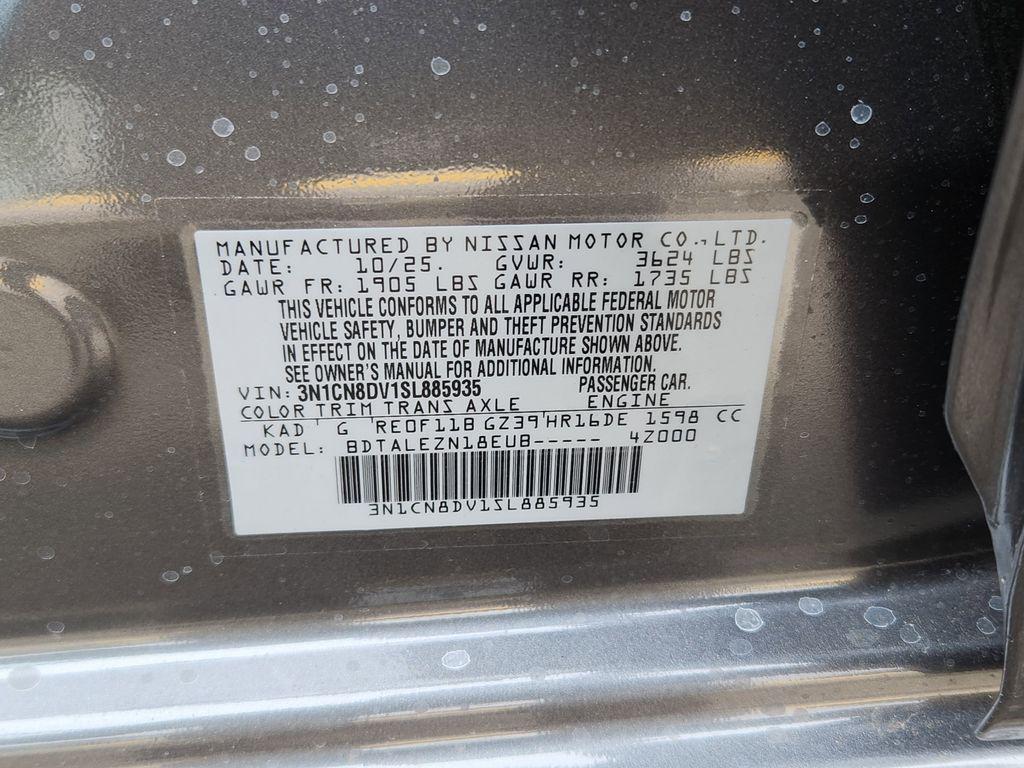 MANUFACTURED BY NISSAN MOTOR CO.,LTD.
DATE: 10/25. GVWR: 3624 LBS
GAWR FR: 1905 LBS GAWR RR: 1735 LBS
THIS VEHICLE CONFORMS TO ALL APPLICABLE FEDERAL MOTOR
VEHICLE SAFETY, BUMPER AND THEFT PREVENTION STANDARDS
IN EFFECT ON THE DATE OF MANUFACTURE SHOWN ABOVE.
SEE OWNER'S MANUAL FOR ADDITIONAL INFORMATION.
VIN: 3N1CN8DV1SL885935 PASSENGER CAR.
COLOR TRIM TRANS AXLE ENGINE
KAD ' G 'RE0F11B GZ39'HR16DE 1598 CC
MODEL: BDTALEZN18EUB----- 4Z000
3N1CN8DV1SL885935